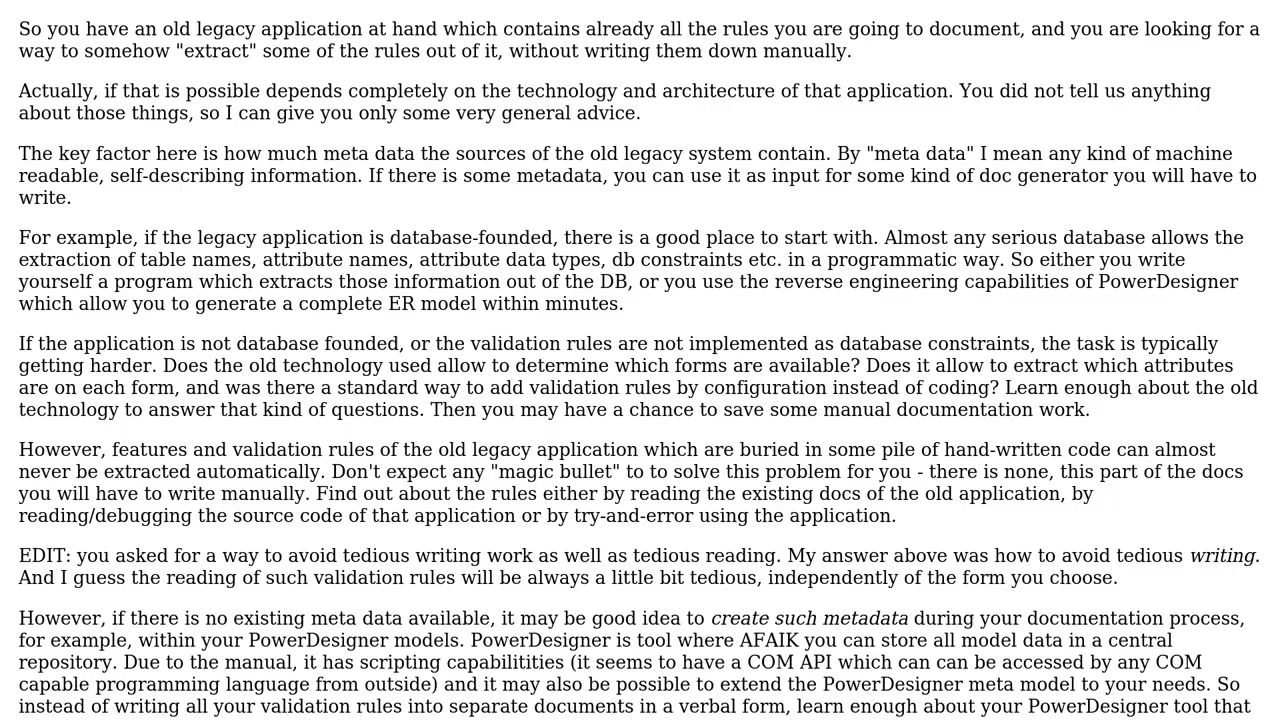 So you have an old legacy application at hand which contains already all the rules you are going to document, and you are looking for a
way to somehow "extract" some of the rules out of it, without writing them down manually.
Actually, if that is possible depends completely on the technology and architecture of that application. You did not tell us anything
about those things, so I can give you only some very general advice.
The key factor here is how much meta data the sources of the old legacy system contain. By "meta data" I mean any kind of machine
readable, self-describing information. If there is some metadata, you can use it as input for some kind of doc generator you will have to
write.
For example, if the legacy application is database-founded, there is a good place to start with. Almost any serious database allows the
extraction of table names, attribute names, attribute data types, db constraints etc. in a programmatic way. So either you write
yourself a program which extracts those information out of the DB, or you use the reverse engineering capabilities of PowerDesigner
which allow you to generate a complete ER model within minutes.
If the application is not database founded, or the validation rules are not implemented as database constraints, the task is typically
getting harder. Does the old technology used allow to determine which forms are available? Does it allow to extract which attributes
are on each form, and was there a standard way to add validation rules by configuration instead of coding? Learn enough about the old
technology to answer that kind of questions. Then you may have a chance to save some manual documentation work.
However, features and validation rules of the old legacy application which are buried in some pile of hand-written code can almost
never be extracted automatically. Don't expect any "magic bullet" to to solve this problem for you - there is none, this part of the docs
you will have to write manually. Find out about the rules either by reading the existing docs of the old application, by
reading/debugging the source code of that application or by try-and-error using the application.
EDIT: you asked for a way to avoid tedious writing work as well as tedious reading. My answer above was how to avoid tedious writing.
And I guess the reading of such validation rules will be always a little bit tedious, independently of the form you choose.
However, if there is no existing meta data available, it may be good idea to create such metadata during your documentation process,
for example, within your PowerDesigner models. PowerDesigner is tool where AFAIK you can store all model data in a central
repository. Due to the manual, it has scripting capabilitities (it seems to have a COM API which can can be accessed by any COM
capable programming language from outside) and it may also be possible to extend the PowerDesigner meta model to your needs. So
instead of writing all your validation rules into separate documents in a verbal form, learn enough about your PowerDesigner tool that